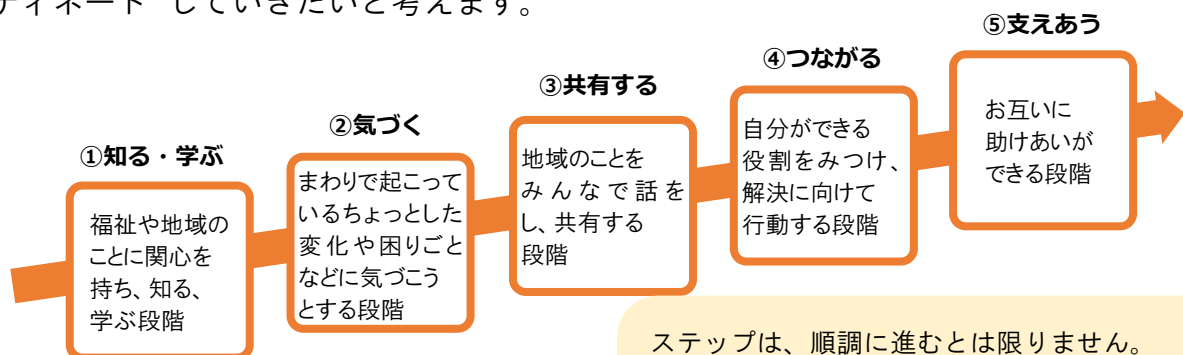 ディネート していきたいと考えます。
①知る・学ぶ
福祉や地域の
ことに関心を
持ち、知る、
学ぶ段階
②気づく
まわりで起こって
いるちょっとした
変化や困りごと
などに気づこう
とする段階
③共有する
地域のことを
みんなで話を
し、共有する
段階
④つながる
自分ができる
役割をみつけ、
解決に向けて
行動する段階
⑤支えあう
お互いに
助けあいが
できる段階
ステップは、順調に進むとは限りません。